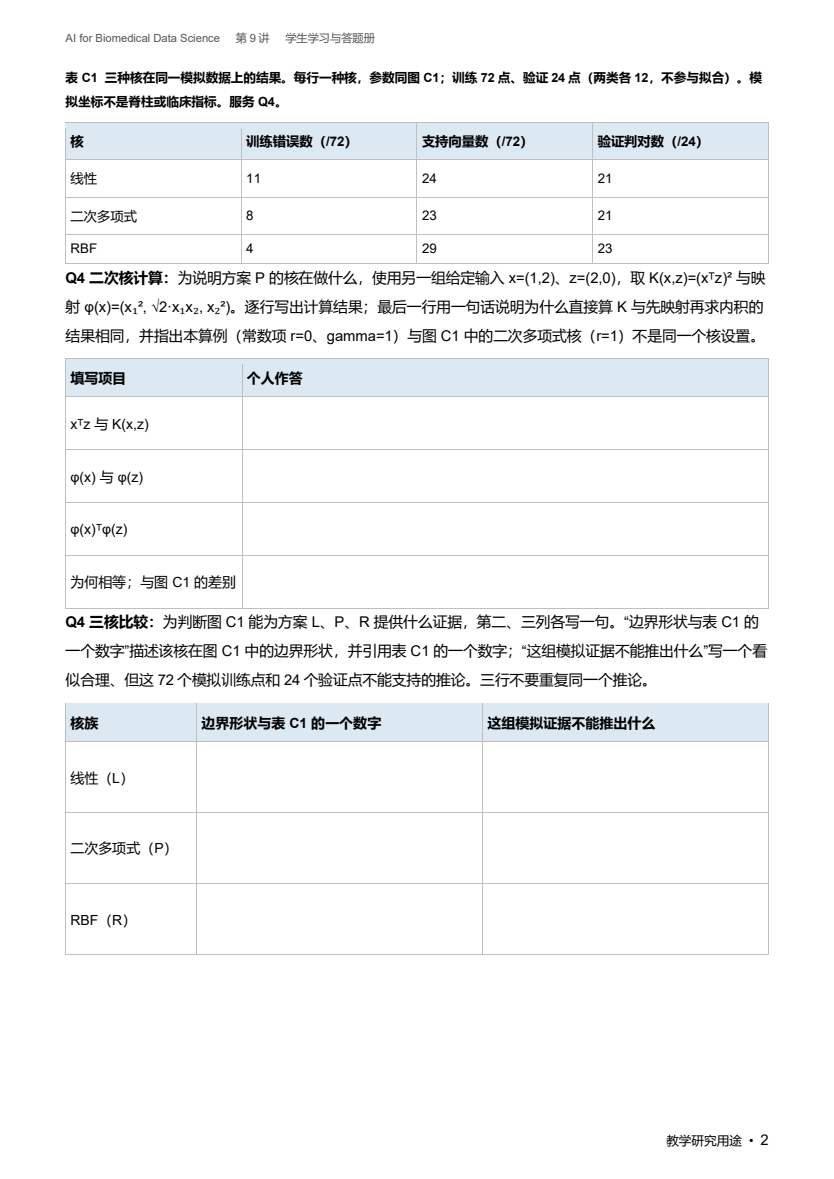 AI for Biomedical Data Science 第 9 讲 学生学习与答题册
表 C1 三种核在同一模拟数据上的结果。每行一种核，参数同图 C1；训练 72 点、验证 24 点（两类各 12，不参与拟合）。模
拟坐标不是脊柱或临床指标。服务 Q4。
核 训练错误数（/72） 支持向量数（/72） 验证判对数（/24）
线性 11 24 21
二次多项式 8 23 21
RBF 4 29 23
Q4 二次核计算：为说明方案 P 的核在做什么，使用另一组给定输入 x=(1,2)、z=(2,0)，取 K(x,z)=(xᵀz)² 与映
射 φ(x)=(x₁², √2·x₁x₂, x₂²)。逐行写出计算结果；最后一行用一句话说明为什么直接算 K 与先映射再求内积的
结果相同，并指出本算例（常数项 r=0、gamma=1）与图 C1 中的二次多项式核（r=1）不是同一个核设置。
填写项目 个人作答
xᵀz 与 K(x,z)
φ(x) 与 φ(z)
φ(x)ᵀφ(z)
为何相等；与图 C1 的差别
Q4 三核比较：为判断图 C1 能为方案 L、P、R 提供什么证据，第二、三列各写一句。“边界形状与表 C1 的
一个数字”描述该核在图 C1 中的边界形状，并引用表 C1 的一个数字；“这组模拟证据不能推出什么”写一个看
似合理、但这 72 个模拟训练点和 24 个验证点不能支持的推论。三行不要重复同一个推论。
核族 边界形状与表 C1 的一个数字 这组模拟证据不能推出什么
线性（L）
二次多项式（P）
RBF（R）
教学研究用途 • 2